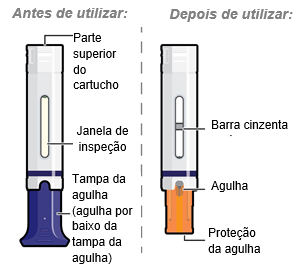 Antes de utilizar:
Parte
superior
do
cartucho
Janela de
inspeção
Tampa da
agulha
(agulha por
baixo da
tampa da
agulha)
Depois de utilizar:
Barra cinzenta
Agulha
Proteção
da agulha